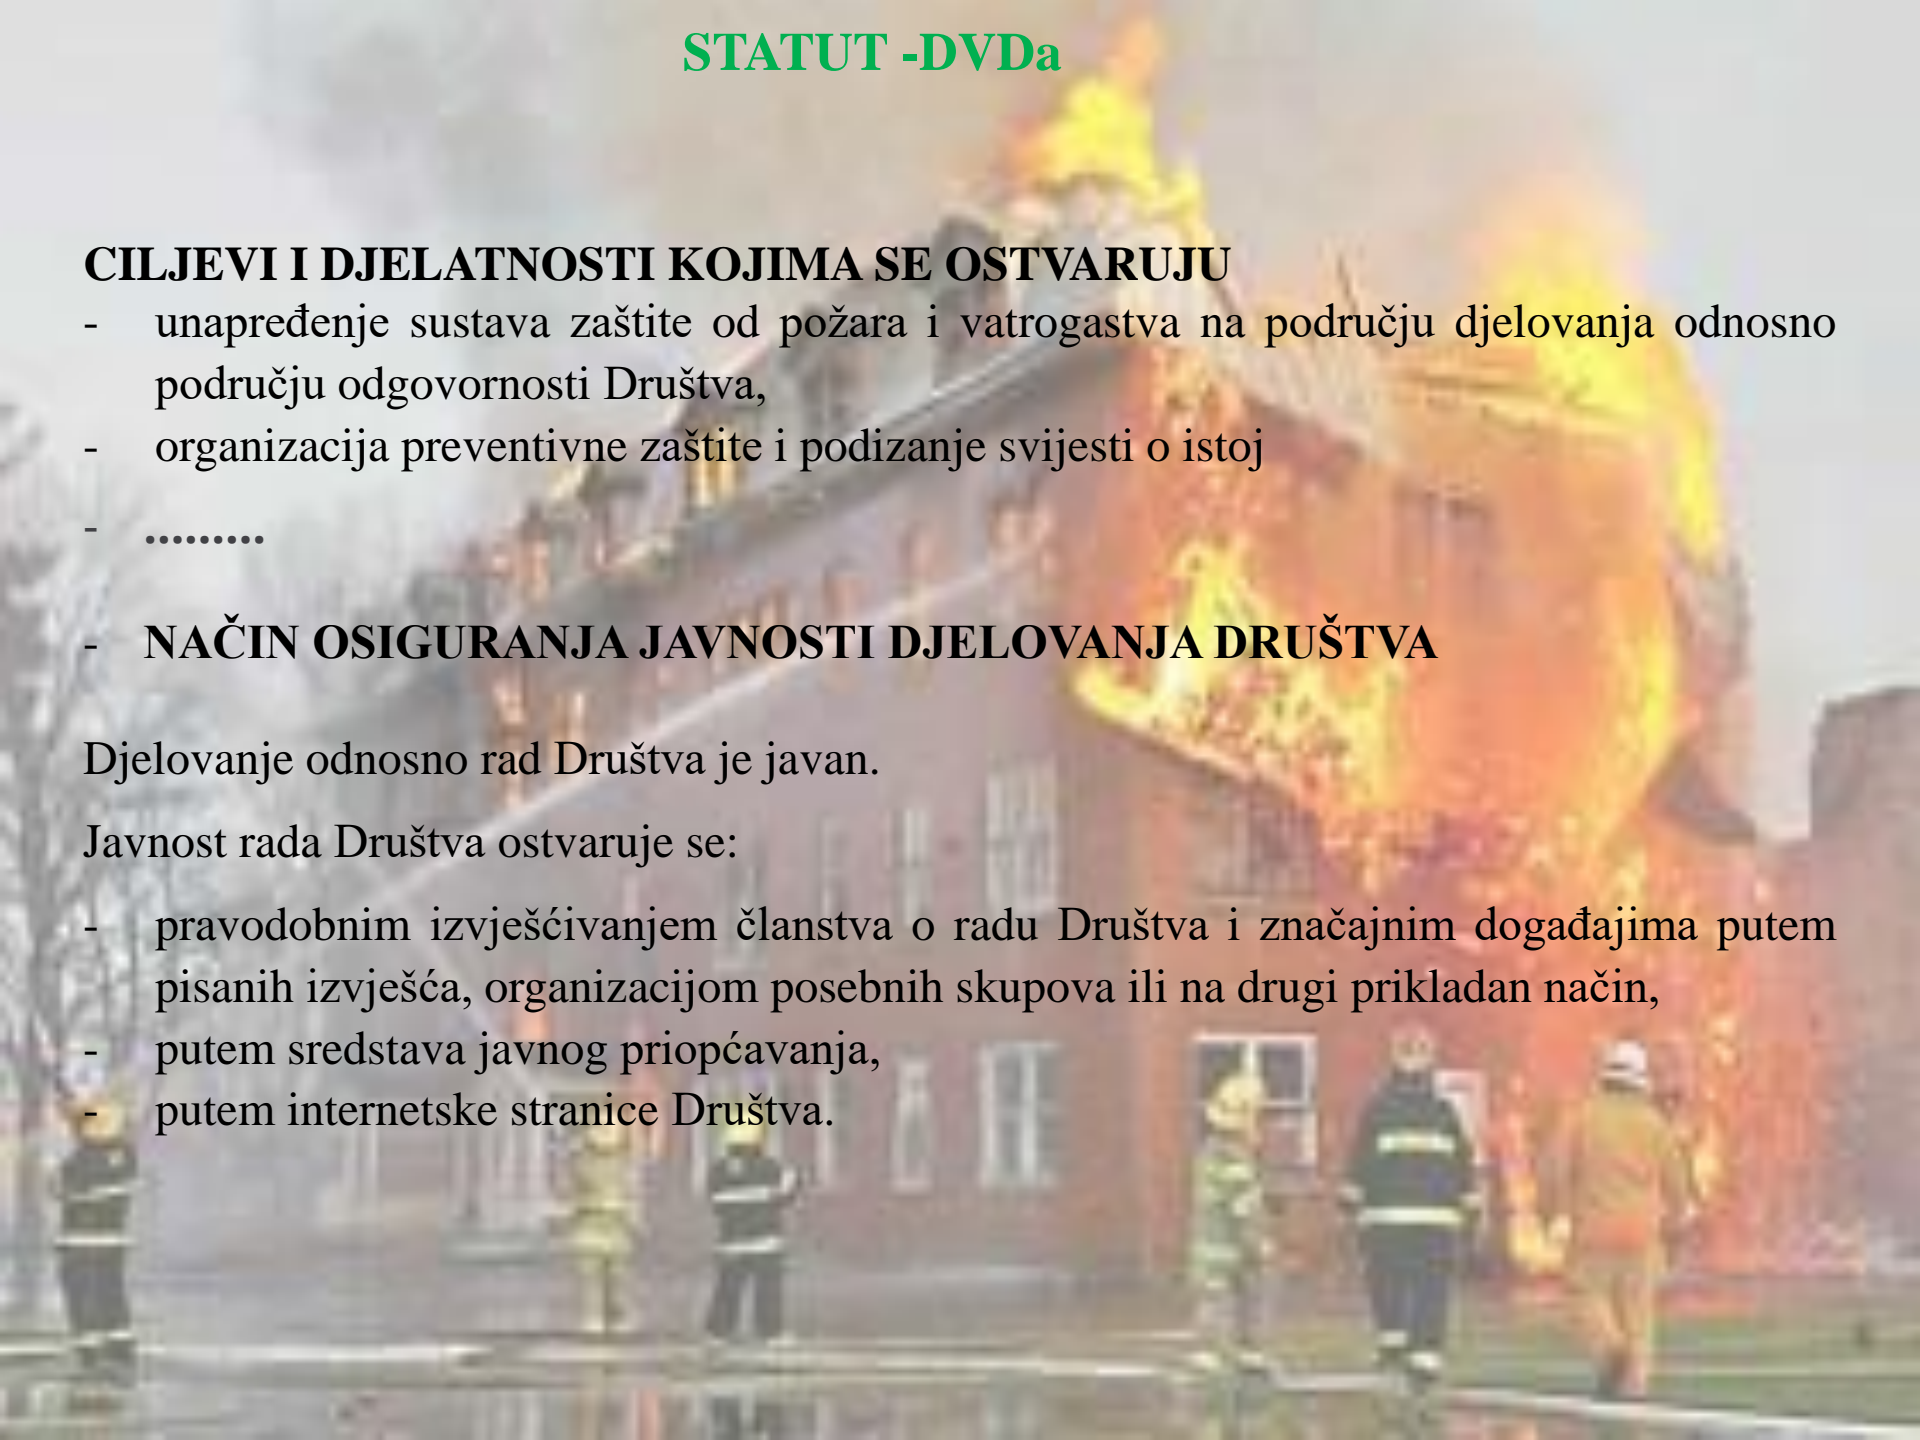 STATUT -DVDa
CILJEVI I DJELATNOSTI KOJIMA SE OSTVARUJU
- unapređenje sustava zaštite od požara i vatrogastva na području djelovanja odnosno
području odgovornosti Društva,
- organizacija preventivne zaštite i podizanje svijesti o istoj
- .........
- NAČIN OSIGURANJA JAVNOSTI DJELOVANJA DRUŠTVA
Djelovanje odnosno rad Društva je javan.
Javnost rada Društva ostvaruje se:
- pravodobnim izvješćivanjem članstva o radu Društva i značajnim događajima putem
pisanih izvješća, organizacijom posebnih skupova ili na drugi prikladan način,
- putem sredstava javnog priopćavanja,
- putem internetske stranice Društva.